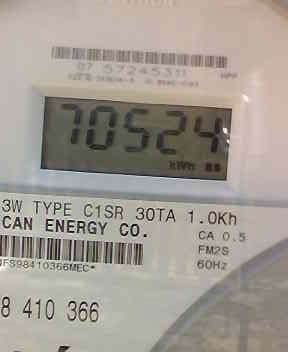 07 57245311
70524
kWh
3W TYPE C1SR 30TA 1.0Kh
CAN ENERGY CO.
CA 0.5
FM2S
60Hz
NFS98410366MEC*
8 410 366